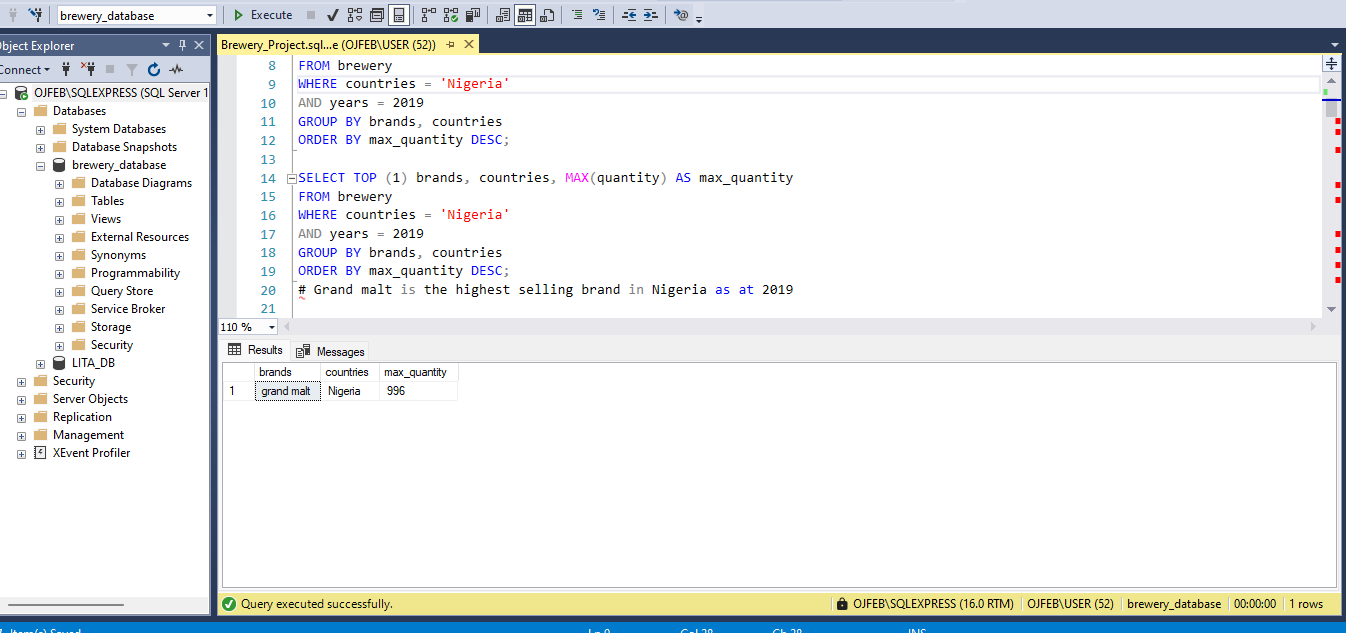 brewery_database
Execute
Object Explorer
Connect
OJFEB\SQLEXPRESS (SQL Server 1
Databases
System Databases
Database Snapshots
brewery_database
Database Diagrams
Tables
Views
External Resources
Synonyms
Programmability
Query Store
Service Broker
Storage
Security
LITA_DB
Security
Server Objects
Replication
Management
XEvent Profiler
Brewery_Project.sql...e (OJFEB\USER (52))
8 FROM brewery
9 WHERE countries = 'Nigeria'
10 AND years = 2019
11 GROUP BY brands, countries
12 ORDER BY max_quantity DESC;
13
14 SELECT TOP (1) brands, countries, MAX(quantity) AS max_quantity
15 FROM brewery
16 WHERE countries = 'Nigeria'
17 AND years = 2019
18 GROUP BY brands, countries
19 ORDER BY max_quantity DESC;
20 # Grand malt is the highest selling brand in Nigeria as at 2019
21
110 %
Results Messages
brands countries max_quantity
1 grand malt Nigeria 996
Query executed successfully.
OJFEB\SQLEXPRESS (16.0 RTM) OJFEB\USER (52) brewery_database 00:00:00 1 rows
Item(s) Saved Ln 9 Col 28 Ch 28 INS